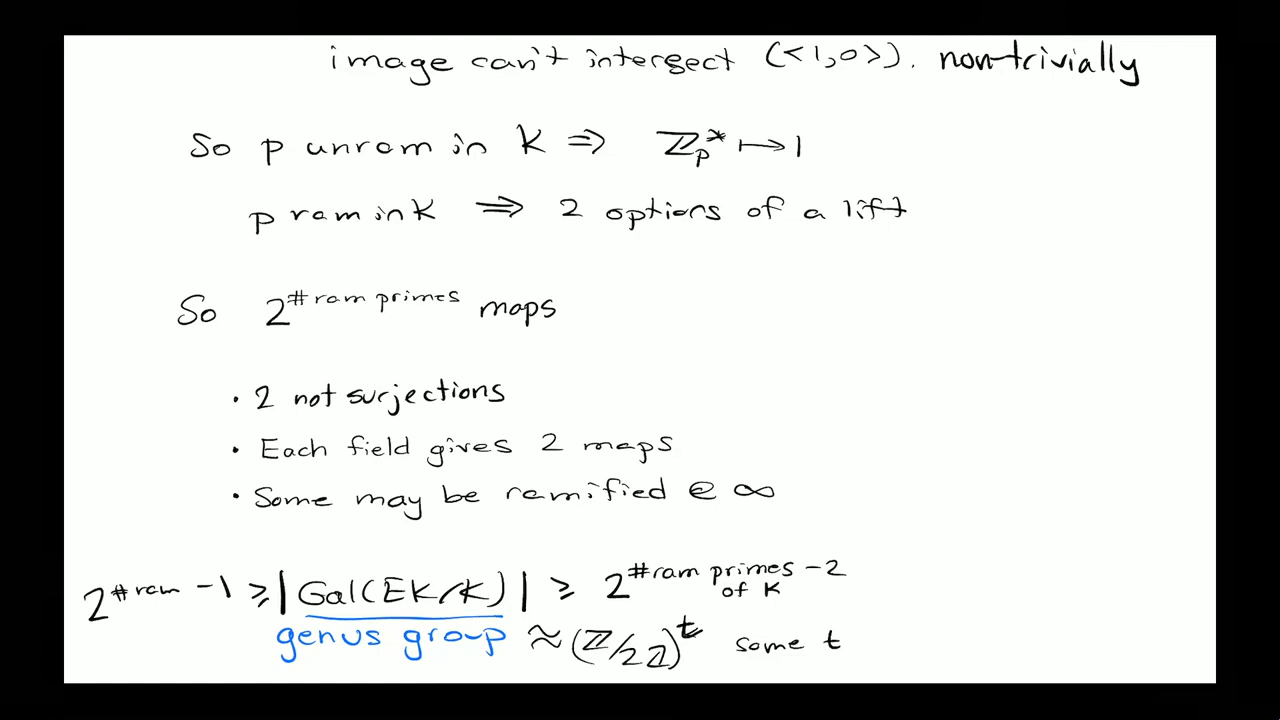 image can't intersect (<1,0>). non-trivially
So p unram in K ⇒ ℤₚ* ↦ 1
p ram in K ⇒ 2 options of a lift
So 2^{# ram primes} maps
• 2 not surjections
• Each field gives 2 maps
• Some may be ramified @ ∞
2^{# ram - 1} ≥ |Gal(EK/K)| ≥ 2^{# ram primes of K - 2}
genus group ≈ (ℤ/2ℤ)^t some t